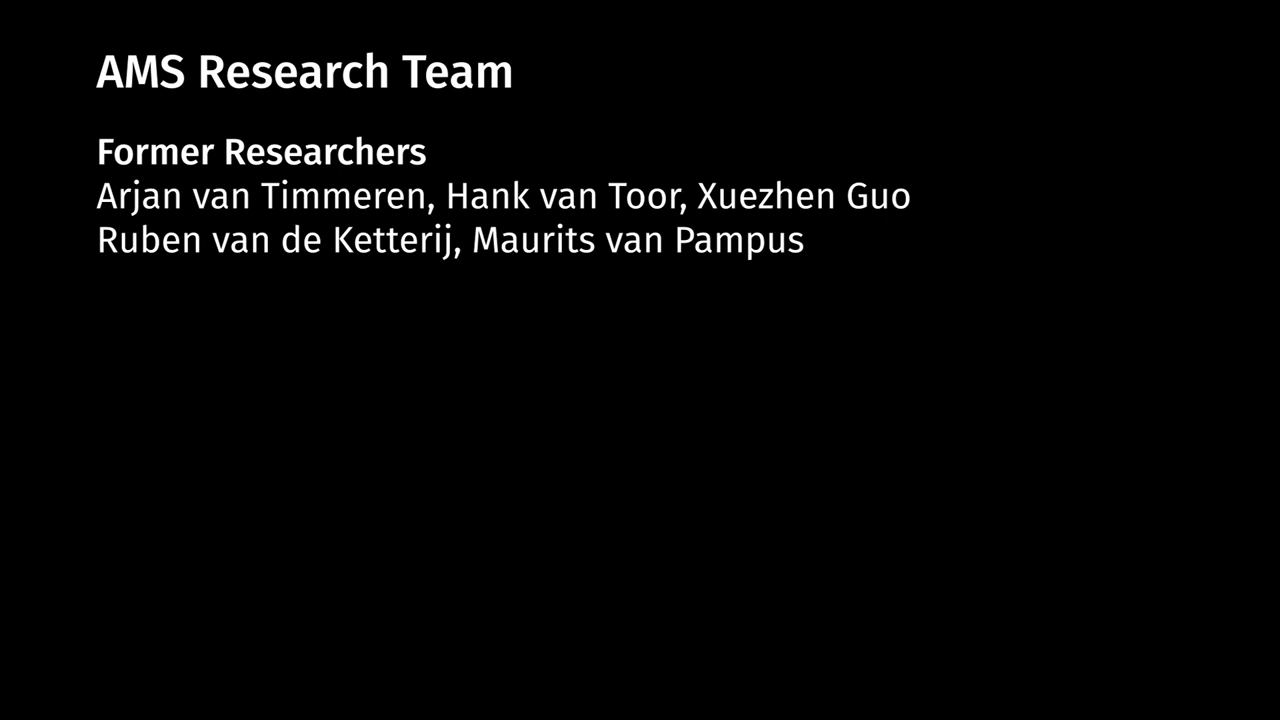 AMS Research Team
Former Researchers
Arjan van Timmeren, Hank van Toor, Xuezhen Guo
Ruben van de Ketterij, Maurits van Pampus